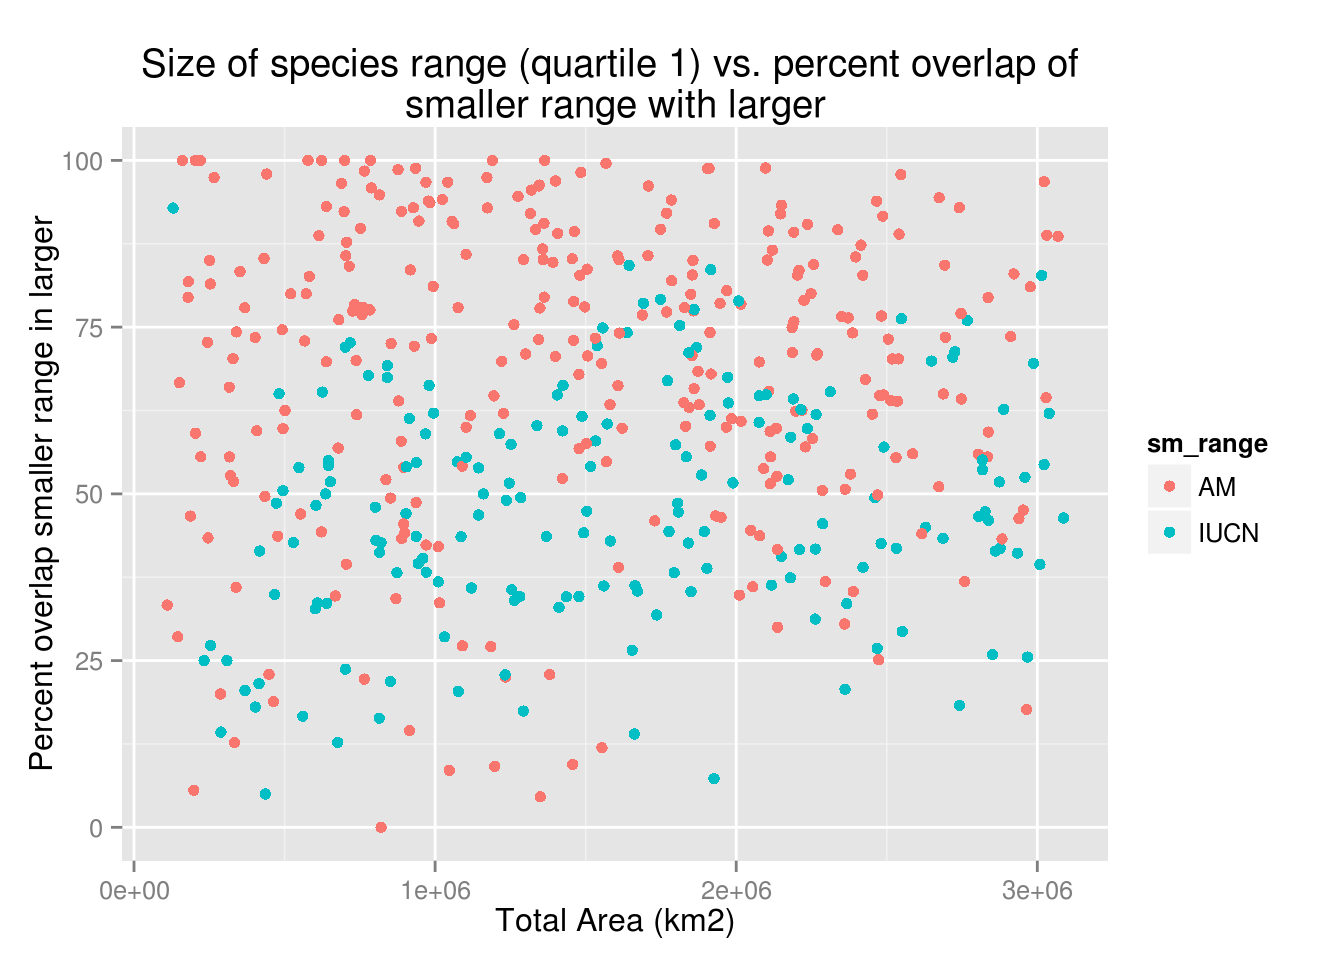 Size of species range (quartile 1) vs. percent overlap of
smaller range with larger
Percent overlap smaller range in larger
100
75
50
25
0
0e+00 1e+06 2e+06 3e+06
Total Area (km2)
sm_range
AM
IUCN